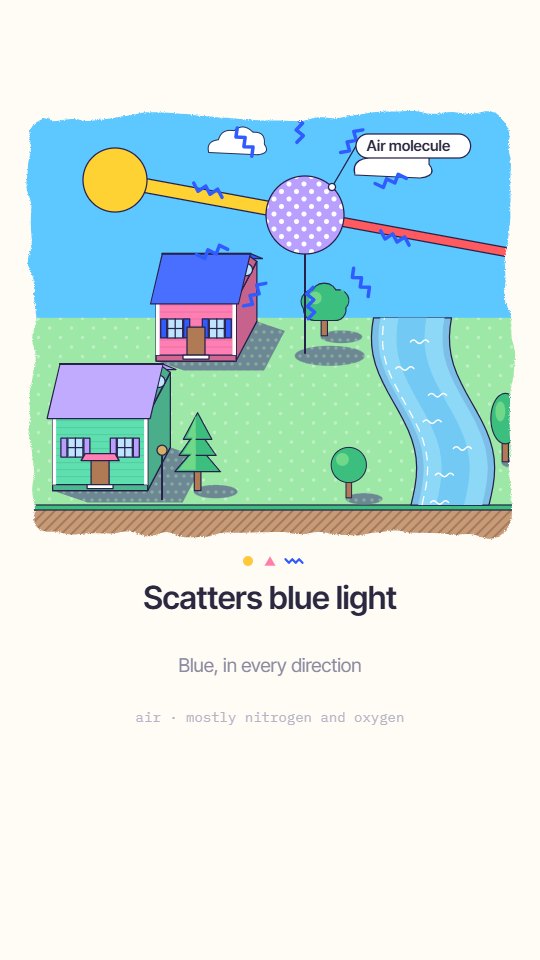 Air molecule
Scatters blue light
Blue, in every direction
air · mostly nitrogen and oxygen